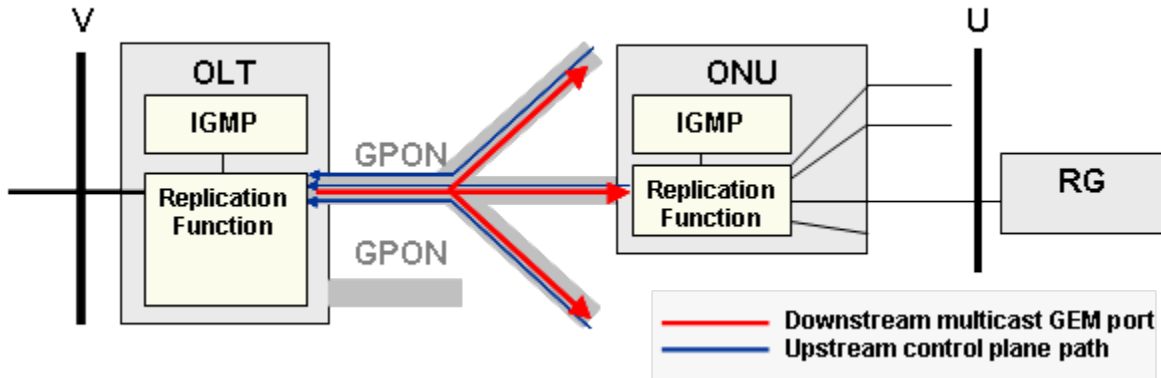 V
U
OLT
ONU
IGMP
IGMP
GPON
Replication
Function
Replication
Function
RG
GPON
Downstream multicast GEM port
Upstream control plane path